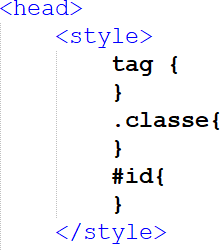 <head>
<style>
tag {
}
.classe{
}
#id{
}
</style>